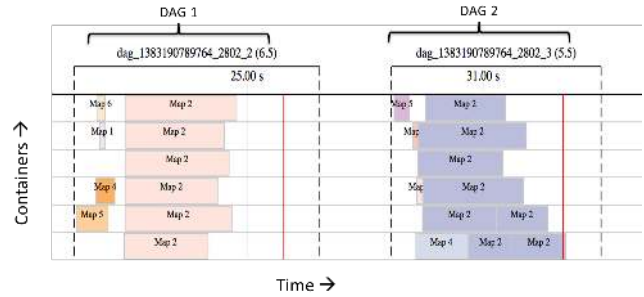 DAG 1 DAG 2
dag_1383190789764_2802_2 (6.5) dag_1383190789764_2802_3 (5.5)
25.00 s 31.00 s
Map 6 Map 2 Map 5 Map 2
Map 1 Map 2 Map Map 2
Map 2 Map 2
Map 4 Map 2 Map Map 2
Map 5 Map 2 Map 2 Map 2
Map 2 Map 4 Map 2 Map 2
Containers →
Time →